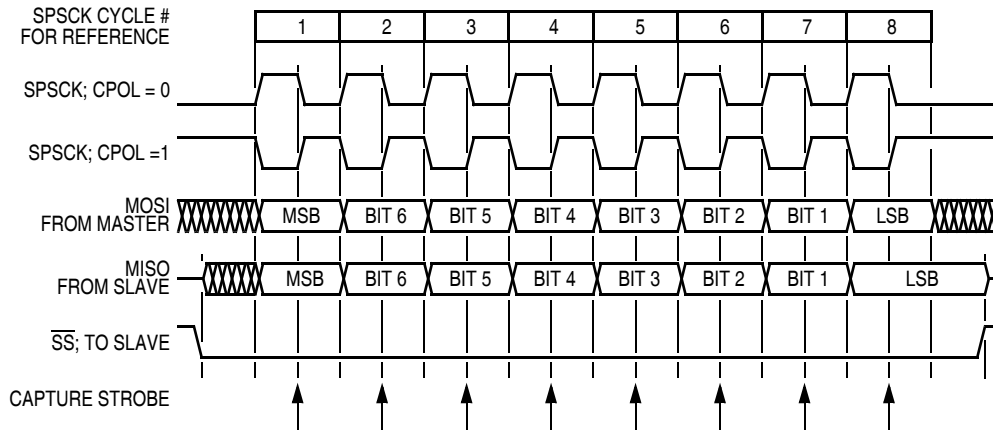 SPSCK CYCLE #
FOR REFERENCE
1 2 3 4 5 6 7 8
SPSCK; CPOL = 0
SPSCK; CPOL =1
MOSI
FROM MASTER
MSB BIT 6 BIT 5 BIT 4 BIT 3 BIT 2 BIT 1 LSB
MISO
FROM SLAVE
MSB BIT 6 BIT 5 BIT 4 BIT 3 BIT 2 BIT 1 LSB
SS; TO SLAVE
CAPTURE STROBE